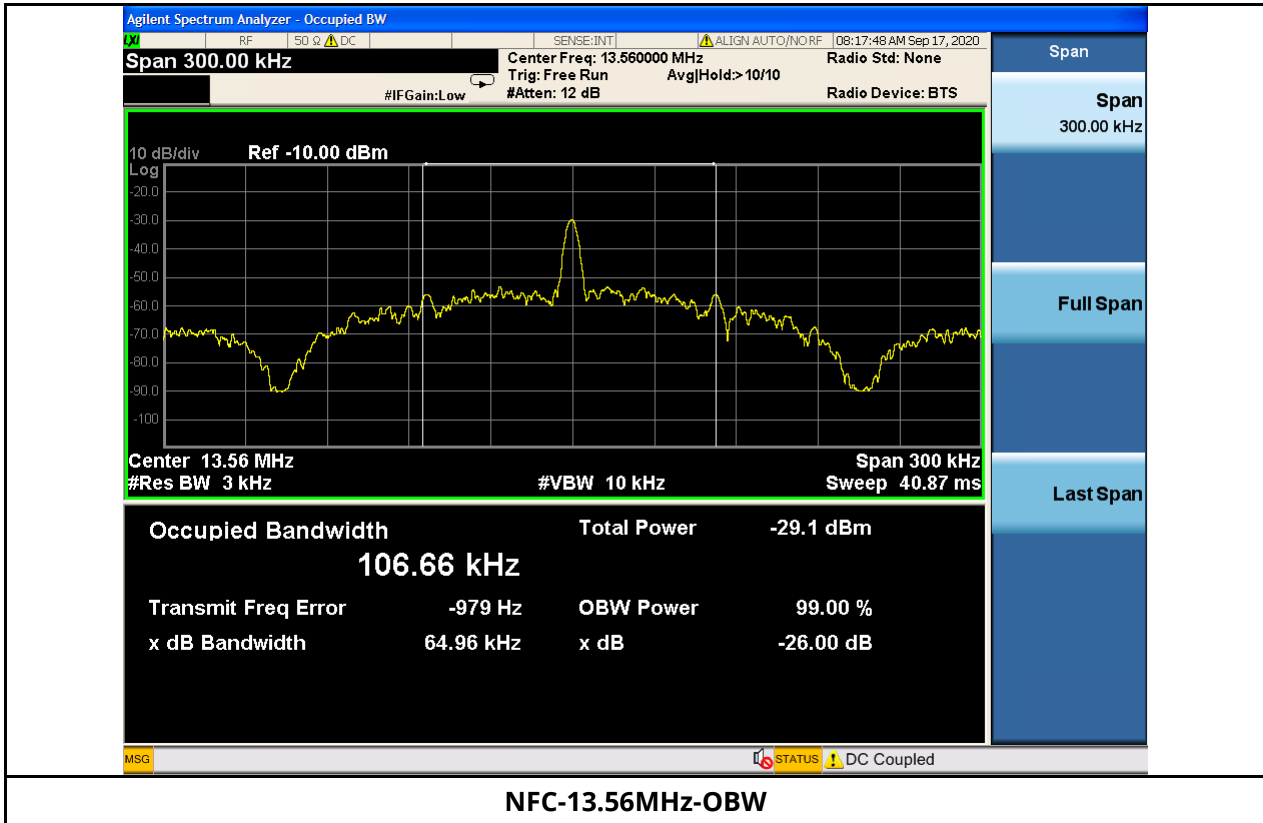 Agilent Spectrum Analyzer - Occupied BW
LXI RF 50 Ω DC SENSE:INT ALIGN AUTO/NO RF 08:17:48 AM Sep 17, 2020
Span 300.00 kHz
Center Freq: 13.560000 MHz Radio Std: None
Trig: Free Run Avg|Hold:>10/10
#IFGain:Low #Atten: 12 dB Radio Device: BTS
Span
Span
300.00 kHz
Full Span
Last Span
10 dB/div Ref -10.00 dBm
Log
-20.0
-30.0
-40.0
-50.0
-60.0
-70.0
-80.0
-90.0
-100
Center 13.56 MHz Span 300 kHz
#Res BW 3 kHz #VBW 10 kHz Sweep 40.87 ms
Occupied Bandwidth Total Power -29.1 dBm
106.66 kHz
Transmit Freq Error -979 Hz OBW Power 99.00 %
x dB Bandwidth 64.96 kHz x dB -26.00 dB
MSG STATUS DC Coupled
NFC-13.56MHz-OBW